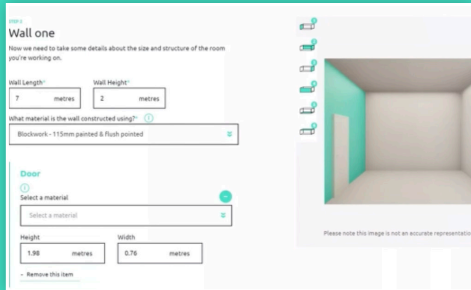 STEP 2
Wall one
Now we need to take some details about the size and structure of the room
you're working on.
Wall Length*
Wall Height*
7 metres
2 metres
What material is the wall constructed using?*
Blockwork - 115mm painted & flush pointed
Door
Select a material
Select a material
Height
Width
1.98 metres
0.76 metres
- Remove this item
Please note this image is not an accurate representation